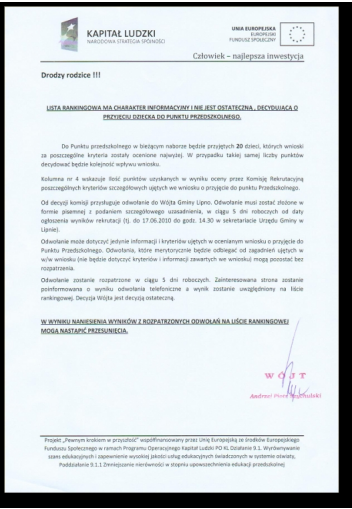 KAPITAŁ LUDZKI
NARODOWA STRATEGIA SPÓJNOŚCI
UNIA EUROPEJSKA
EUROPEJSKI
FUNDUSZ SPOŁECZNY
Człowiek – najlepsza inwestycja
Drodzy rodzice !!!
LISTA RANKINGOWA MA CHARAKTER INFORMACYJNY I NIE JEST OSTATECZNĄ , DECYDUJĄCĄ O
PRZYJĘCIU DZIECKA DO PUNKTU PRZEDSZKOLNEGO.
Do Punktu przedszkolnego w bieżącym naborze będzie przyjętych 20 dzieci, których wnioski
za poszczególne kryteria zostały ocenione najwyżej. W przypadku takiej samej liczby punktów
decydować będzie kolejność wpływu wniosku.
Kolumna nr 4 wskazuje ilość punktów uzyskanych w wyniku oceny przez Komisję Rekrutacyjną
poszczególnych kryteriów szczegółowych ujętych we wniosku o przyjęcie do punktu Przedszkolnego.
Od decyzji komisji przysługuje odwołanie do Wójta Gminy Lipno. Odwołanie musi zostać złożone w
formie pisemnej z podaniem szczegółowego uzasadnienia, w ciągu 5 dni roboczych od daty
ogłoszenia wyników rekrutacji (tj. do 17.06.2010 do godz. 14.30 w sekretariacie Urzędu Gminy w
Lipnie).
Odwołanie może dotyczyć jedynie informacji i kryteriów ujętych w ocenianym wniosku o przyjęcie do
Punktu Przedszkolnego. Odwołania, które merytorycznie będzie odbiegać od zagadnień ujętych w
w/w wniosku (nie będzie dotyczyć kryteriów i informacji zawartych we wniosku) mogą pozostać bez
rozpatrzenia.
Odwołanie zostanie rozpatrzone w ciągu 5 dni roboczych. Zainteresowana strona zostanie
poinformowana o wyniku odwołania telefoniczne a wynik zostanie uwzględniony na liście
rankingowej. Decyzja Wójta jest decyzją ostateczną.
W WYNIKU NANIESIENIA WYNIKÓW Z ROZPATRZONYCH ODWOŁAŃ NA LIŚCIE RANKINGOWEJ
MOGĄ NASTĄPIĆ PRZESUNIĘCIA.
WÓJT
Andrzej Piotr
Projekt „Pewnym krokiem w przyszłość" współfinansowany przez Unię Europejską ze środków Europejskiego
Funduszu Społecznego w ramach Programu Operacyjnego Kapitał Ludzki PO KL Działanie 9.1. Wyrównywanie
szans edukacyjnych i zapewnienie wysokiej jakości usług edukacyjnych świadczonych w systemie oświaty,
Poddziałanie 9.1.1 Zmniejszenie nierówności w stopniu upowszechnienia edukacji przedszkolnej